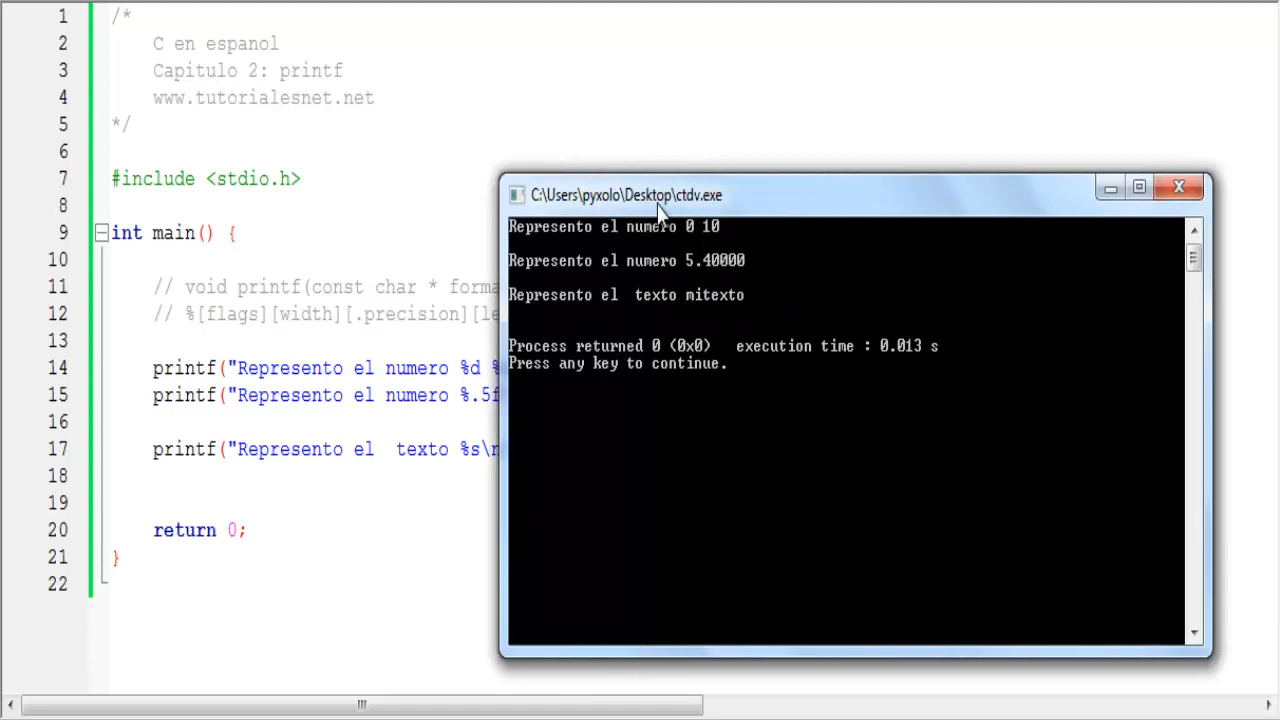 1 /*
2 C en espanol
3 Capitulo 2: printf
4 www.tutorialesnet.net
5 */
6
7 #include <stdio.h>
8
9 int main() {
10
11 // void printf(const char * forma
12 // %[flags][width][.precision][le
13
14 printf("Represento el numero %d %
15 printf("Represento el numero %.5f
16
17 printf("Represento el  texto %s\n
18
19
20 return 0;
21 }
22
C:\Users\pyxolo\Desktop\ctdv.exe
Represento el numero 0 10
Represento el numero 5.40000
Represento el  texto mitexto
Process returned 0 (0x0)   execution time : 0.013 s
Press any key to continue.